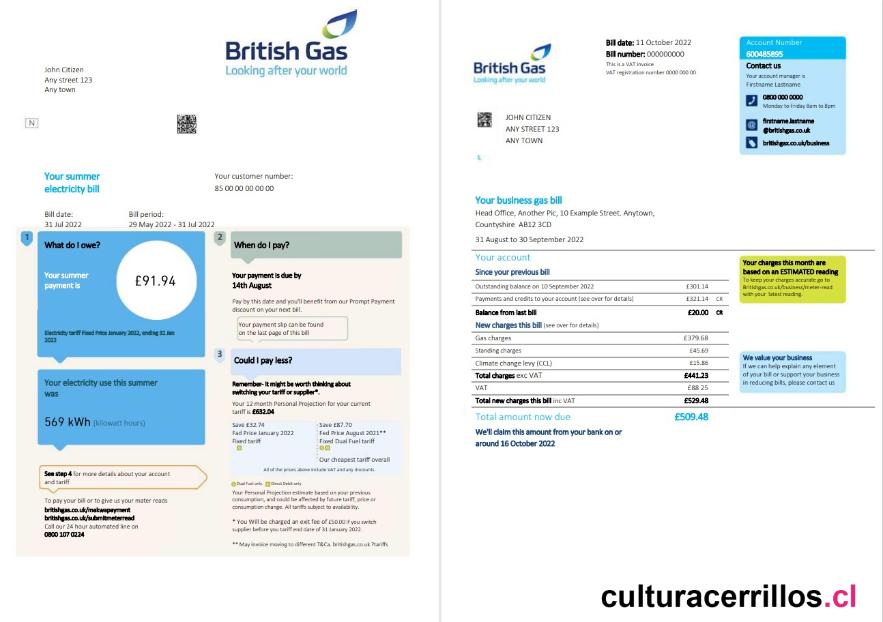 British Gas
Looking after your world
John Citizen
Any street 123
Any town
N
Your summer
electricity bill
Your customer number:
85 00 00 00 00 00
Bill date:
31 Jul 2022
Bill period:
29 May 2022 - 31 Jul 2022
1
What do I owe?
Your summer
payment is
£91.94
Electricity tariff Fixed Price January 2022, ending 31 Jan
2023
Your electricity use this summer
was
569 kWh (kilowatt hours)
See step 4 for more details about your account
and tariff
To pay your bill or to give us your mater reads
britishgas.co.uk/makeapayment
britishgas.co.uk/submitmeterread
Call our 24 hour automated line on
0800 107 0224
2
When do I pay?
Your payment is due by
14th August
Pay by this date and you'll benefit from our Prompt Payment
discount on your next bill.
Your payment slip can be found
on the last page of this bill
3
Could I pay less?
Remember- It might be worth thinking about
switching your tariff or supplier*.
Your 12 month Personal Projection for your current
tariff is £632.04
Save £32.74
Fied Price January 2022
Fixed tariff
Save £87.70
Fied Price August 2021**
Fixed Dual Fuel tariff
Our cheapest tariff overall
All of the prices above include VAT and any discounts.
Dual Fuel only Direct Debit only
Your Personal Projection estimate based on your previous
consumption, and could be affected by future tariff, price or
consumption change. All tariffs subject to availability.
* You Will be charged an exit fee of £50.00 if you switch
supplier before you tariff end date of 31 January 2022.
** May invoice moving to different T&Ca. britishgas.co.uk ?tariffs
British Gas
Looking after your world
Bill date: 11 October 2022
Bill number: 000000000
This is a VAT invoice
VAT registration number 0000 000 00
Account Number
600485895
Contact us
Your account manager is
Firstname Lastname
0800 000 0000
Monday to Friday 8am to 8pm
firstname.lastname
@britishgas.co.uk
britishgax.co.uk/business
JOHN CITIZEN
ANY STREET 123
ANY TOWN
Your business gas bill
Head Office, Another Pic, 10 Example Street. Anytown,
Countyshire AB12 3CD
31 August to 30 September 2022
Your account
Since your previous bill
Outstanding balance on 10 September 2022 £301.14
Payments and credits to your account (see over for details) £321.14 CR
Balance from last bill £20.00 CR
New charges this bill (see over for details)
Gas charges £379.68
Standing charges £45.69
Climate change levy (CCL) £15.86
Total charges exc VAT £441.23
VAT £88.25
Total new charges this bill inc VAT £529.48
Total amount now due £509.48
We'll claim this amount from your bank on or
around 16 October 2022
Your charges this month are
based on an ESTIMATED reading
To keep your charges accurate go to
Britishgas.co.uk/business/meter-read
with your latest reading.
We value your business
If we can help explain any element
of your bill or support your business
in reducing bills, please contact us
culturacerrillos.cl